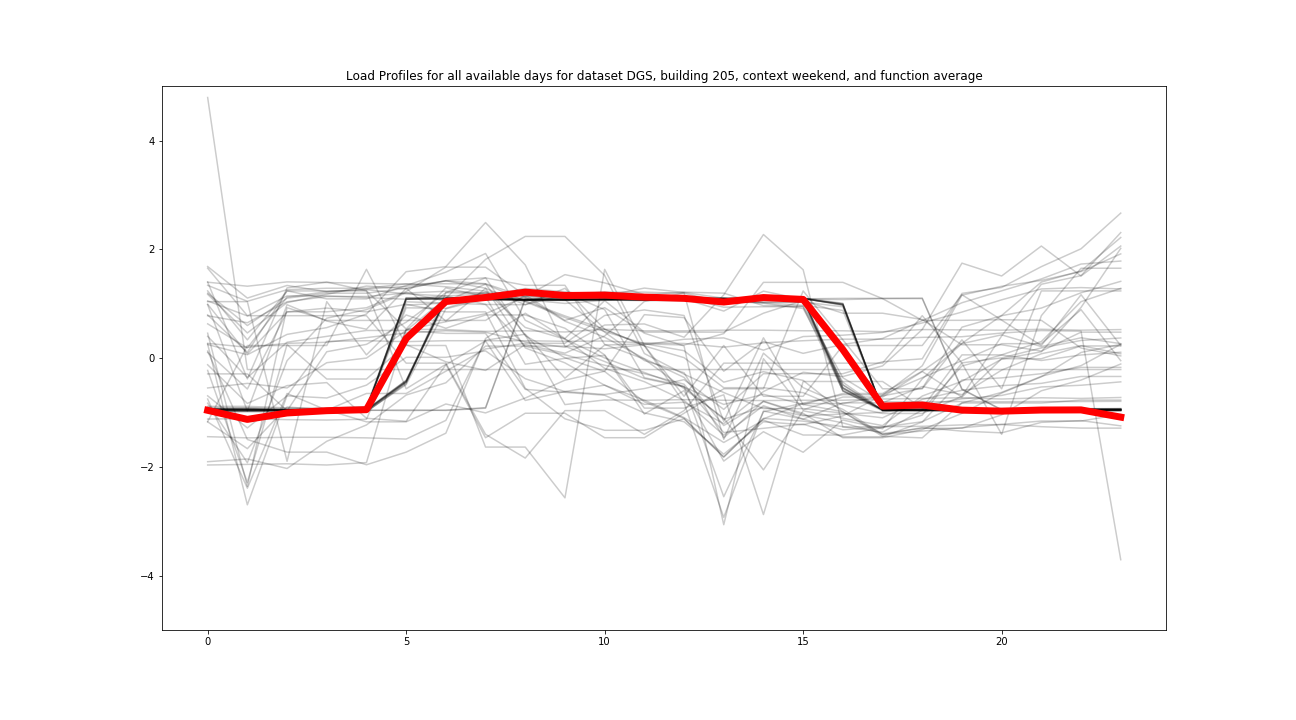 Load Profiles for all available days for dataset DGS, building 205, context weekend, and function average
4
2
0
−2
−4
0 5 10 15 20